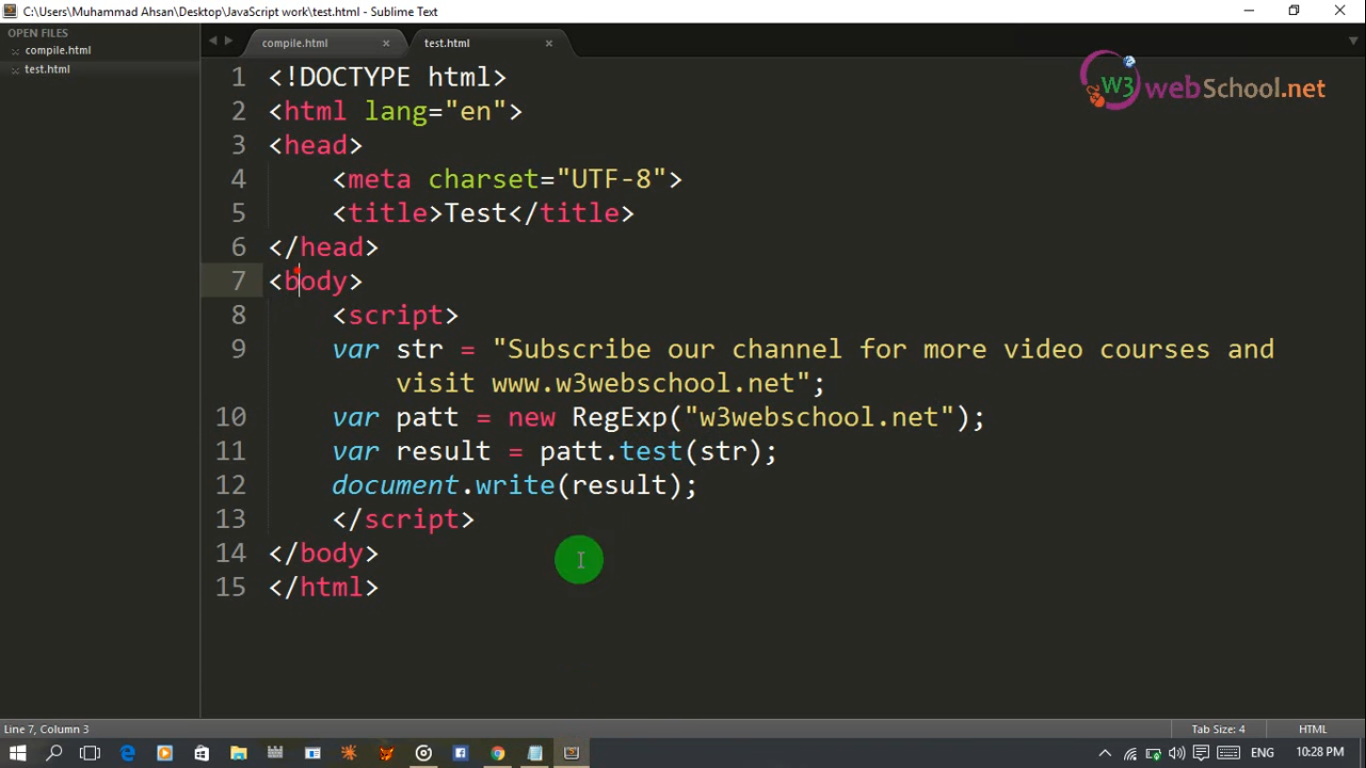 C:\Users\Muhammad Ahsan\Desktop\JavaScript work\test.html - Sublime Text
OPEN FILES
compile.html
test.html
compile.html
test.html
W3 webSchool.net
1 <!DOCTYPE html>
2 <html lang="en">
3 <head>
4 <meta charset="UTF-8">
5 <title>Test</title>
6 </head>
7 <body>
8 <script>
9 var str = "Subscribe our channel for more video courses and
visit www.w3webschool.net";
10 var patt = new RegExp("w3webschool.net");
11 var result = patt.test(str);
12 document.write(result);
13 </script>
14 </body>
15 </html>
Line 7, Column 3
Tab Size: 4
HTML
ENG
10:28 PM